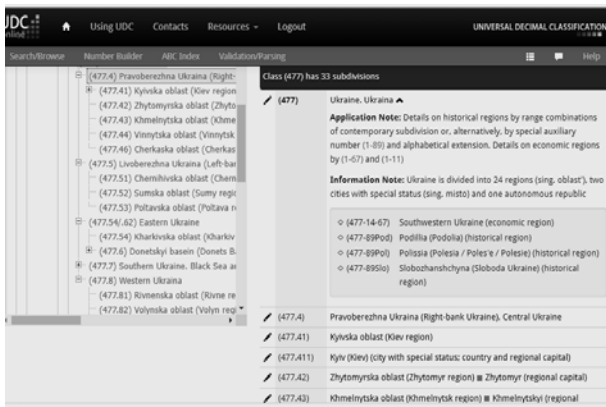 UDC
online
Using UDC
Contacts
Resources
Logout
UNIVERSAL DECIMAL CLASSIFICATION
Search/Browse
Number Builder
ABC Index
Validation/Parsing
Help
(477.4) Pravoberezhna Ukraina (Right-
(477.41) Kyivska oblast (Kiev region
(477.42) Zhytomyrska oblast (Zhyto
(477.43) Khmelnytska oblast (Khme
(477.44) Vinnytska oblast (Vinnytsk
(477.46) Cherkaska oblast (Cherkas
(477.5) Livoberezhna Ukraina (Left-bar
(477.51) Chernihivska oblast (Chern
(477.52) Sumska oblast (Sumy regic
(477.53) Poltavska oblast (Poltava r
(477.54/.62) Eastern Ukraine
(477.54) Kharkivska oblast (Kharkiv
(477.6) Donetskyi basein (Donets B
(477.7) Southern Ukraine. Black Sea ar
(477.8) Western Ukraina
(477.81) Rivnenska oblast (Rivne re
(477.82) Volynska oblast (Volyn reg
Class (477) has 33 subdivisions
(477) Ukraine. Ukraina
Application Note: Details on historical regions by range combinations
of contemporary subdivision or, alternatively, by special auxiliary
number (1-89) and alphabetical extension. Details on economic regions
by (1-67) and (1-11)
Information Note: Ukraine is divided into 24 regions (sing. oblast'), two
cities with special status (sing. misto) and one autonomous republic
(477-14-67) Southwestern Ukraine (economic region)
(477-89Pod) Podillia (Podolia) (historical region)
(477-89Pol) Polissia (Polesia / Poles'e / Polesie) (historical region)
(477-89Slo) Slobozhanshchyna (Sloboda Ukraine) (historical
region)
(477.4) Pravoberezhna Ukraina (Right-bank Ukraine). Central Ukraine
(477.41) Kyivska oblast (Kiev region)
(477.411) Kyiv (Kiev) (city with special status; country and regional capital)
(477.42) Zhytomyrska oblast (Zhytomyr region) ≡ Zhytomyr (regional capital)
(477.43) Khmelnytska oblast (Khmelnytsk region) ≡ Khmelnytskyi (regional